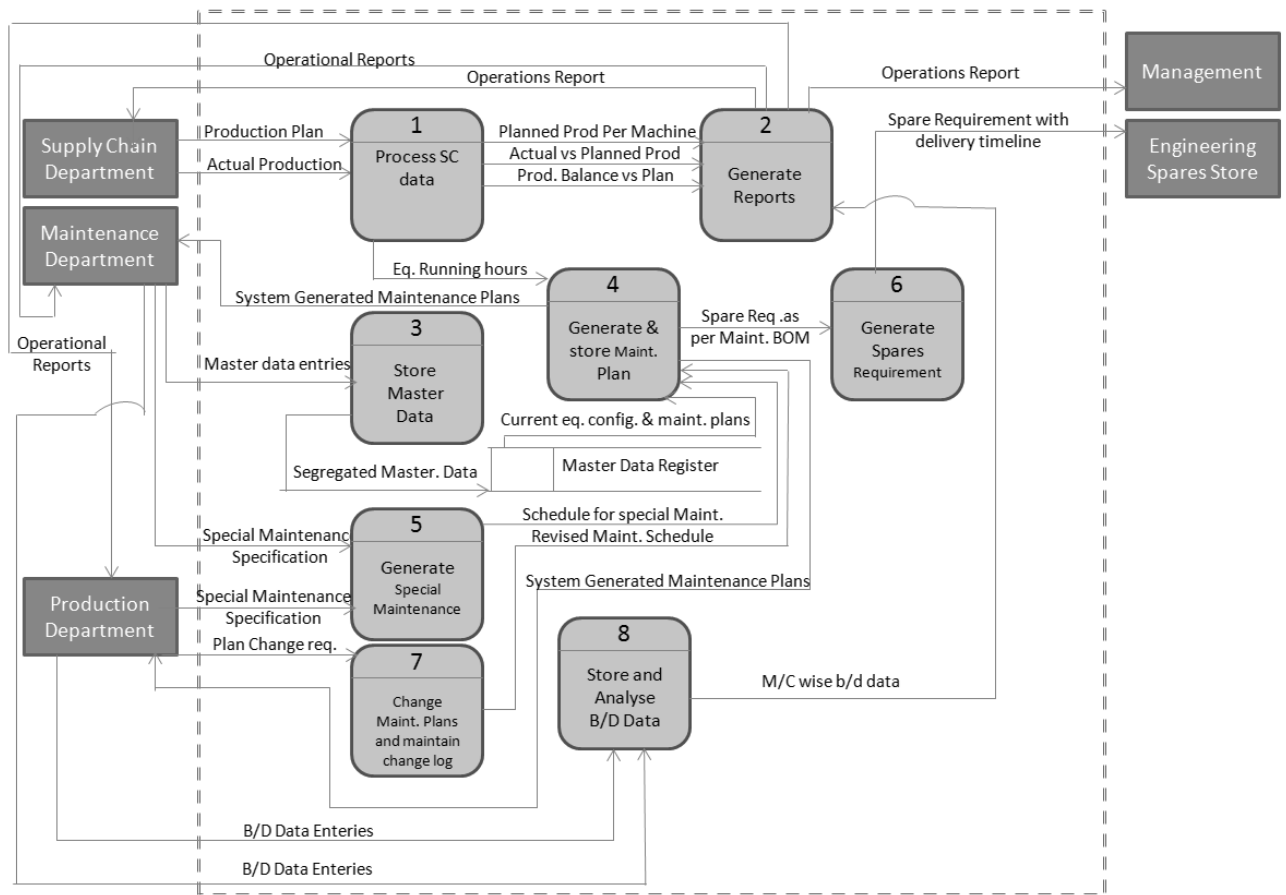 Operational Reports
Operations Report
Operations Report
Management
Supply Chain
Department
Production Plan
Actual Production
1
Process SC
data
Planned Prod Per Machine
Actual vs Planned Prod
Prod. Balance vs Plan
2
Generate
Reports
Spare Requirement with
delivery timeline
Engineering
Spares Store
Maintenance
Department
Eq. Running hours
System Generated Maintenance Plans
4
Generate &
store Maint.
Plan
Spare Req .as
per Maint. BOM
6
Generate
Spares
Requirement
Operational
Reports
Master data entries
3
Store
Master
Data
Current eq. config. & maint. plans
Segregated Master. Data
Master Data Register
Special Maintenance
Specification
5
Generate
Special
Maintenance
Schedule for special Maint.
Revised Maint. Schedule
System Generated Maintenance Plans
Production
Department
Special Maintenance
Specification
Plan Change req.
7
Change
Maint. Plans
and maintain
change log
8
Store and
Analyse
B/D Data
M/C wise b/d data
B/D Data Enteries
B/D Data Enteries